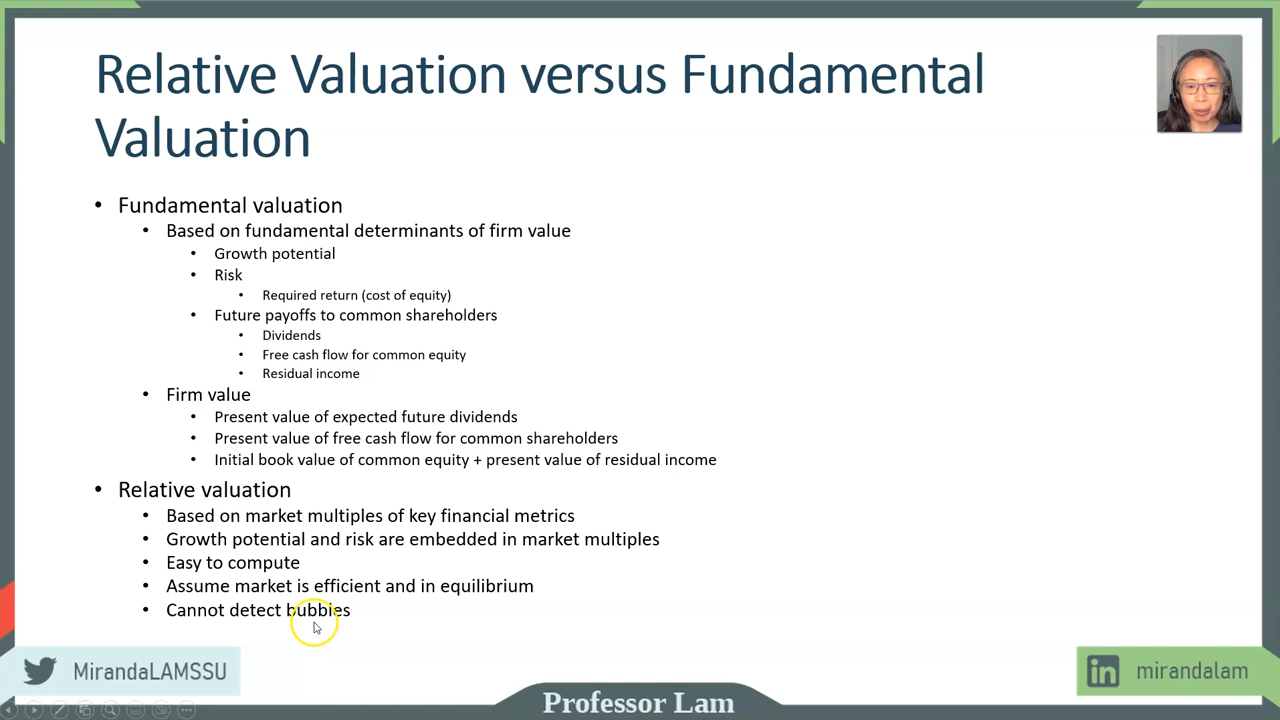 Relative Valuation versus Fundamental
Valuation
• Fundamental valuation
• Based on fundamental determinants of firm value
• Growth potential
• Risk
• Required return (cost of equity)
• Future payoffs to common shareholders
• Dividends
• Free cash flow for common equity
• Residual income
• Firm value
• Present value of expected future dividends
• Present value of free cash flow for common shareholders
• Initial book value of common equity + present value of residual income
• Relative valuation
• Based on market multiples of key financial metrics
• Growth potential and risk are embedded in market multiples
• Easy to compute
• Assume market is efficient and in equilibrium
• Cannot detect bubbles
MirandaLAMSSU
in mirandalam
Professor Lam